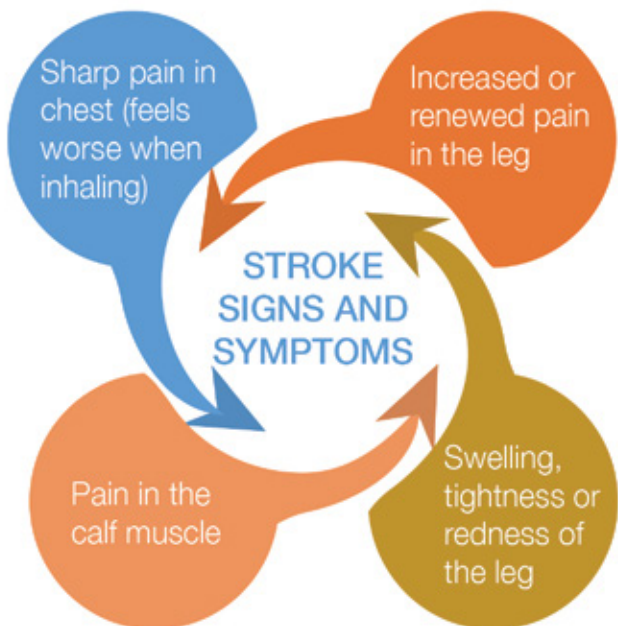 Sharp pain in
chest (feels
worse when
inhaling)
Increased or
renewed pain
in the leg
STROKE
SIGNS AND
SYMPTOMS
Pain in the
calf muscle
Swelling,
tightness or
redness of
the leg